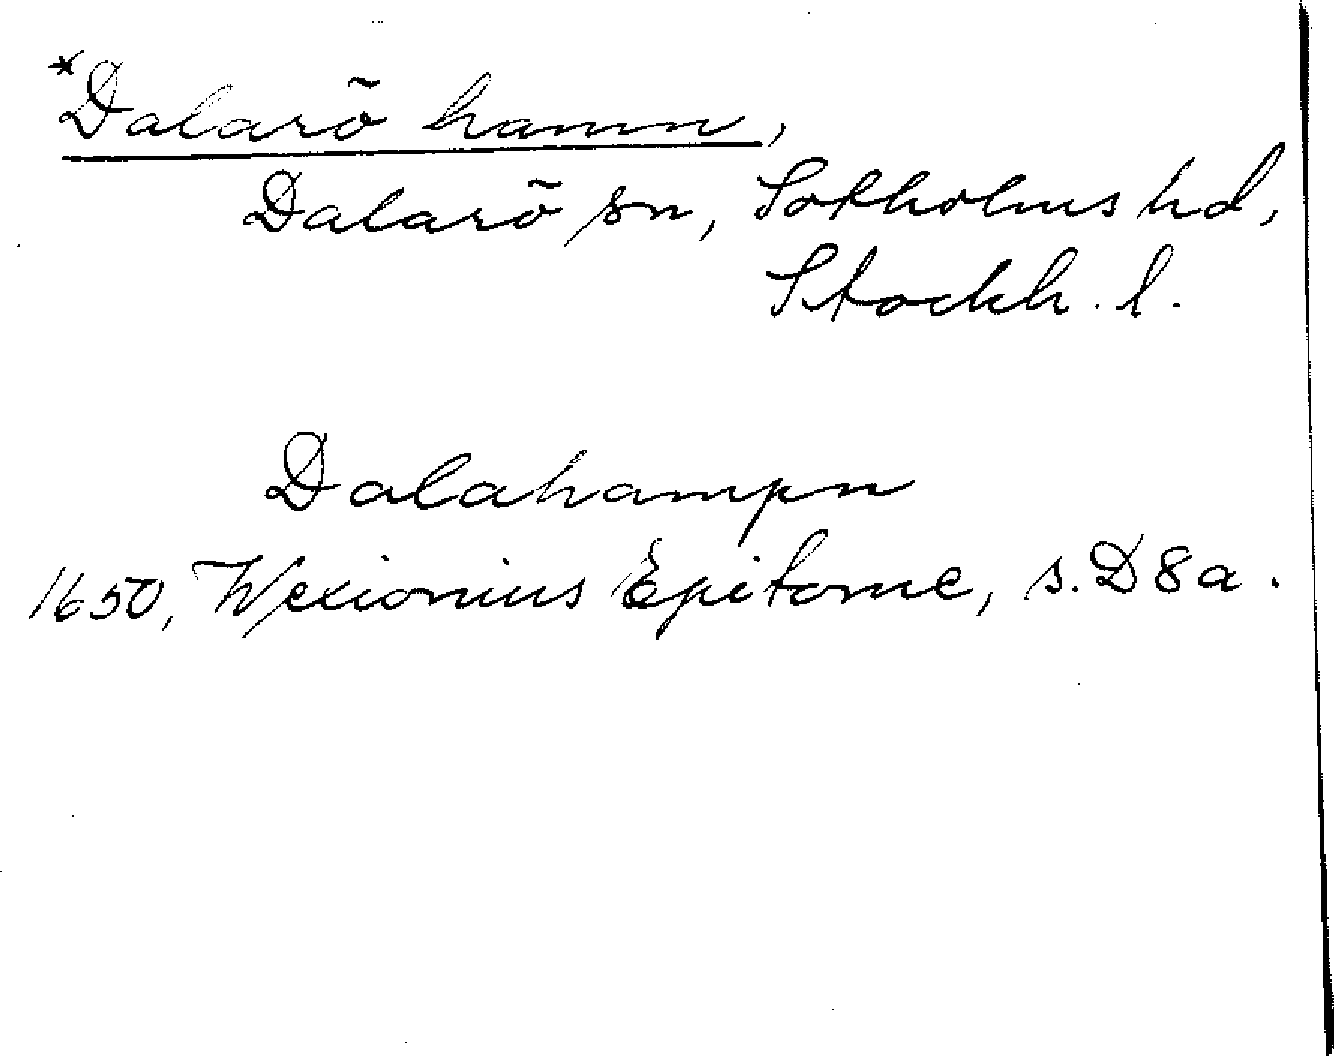 *Dalarö hamn,
Dalarö sn, Sotholms hd,
Stockh. l.
Dalahampn
1650, Wexionius Epitome, s. D8a.